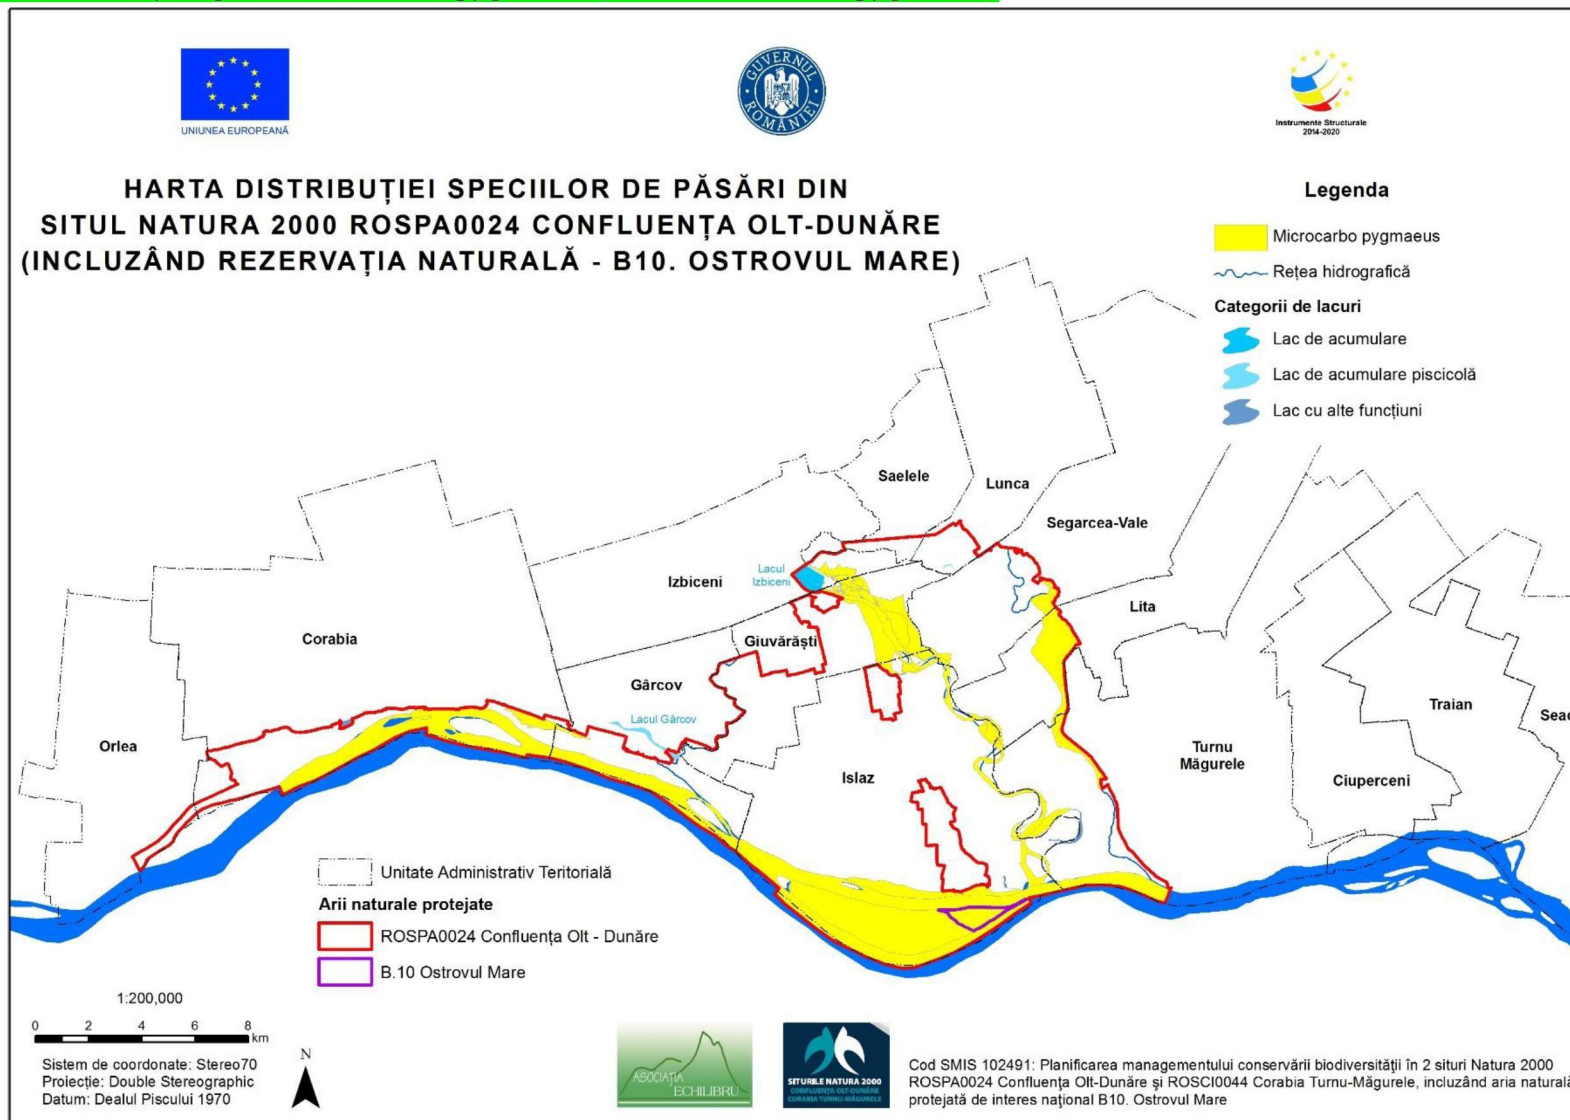 UNIUNEA EUROPEANĂ
GUVERNUL ROMÂNIEI
Instrumente Structurale
2014-2020
HARTA DISTRIBUȚIEI SPECIILOR DE PĂSĂRI DIN
SITUL NATURA 2000 ROSPA0024 CONFLUENȚA OLT-DUNĂRE
(INCLUZÂND REZERVAȚIA NATURALĂ - B10. OSTROVUL MARE)
Legenda
Microcarbo pygmaeus
Rețea hidrografică
Categorii de lacuri
Lac de acumulare
Lac de acumulare piscicolă
Lac cu alte funcțiuni
Saelele
Lunca
Segarcea-Vale
Izbiceni
Lacul
Izbiceni
Lita
Corabia
Giuvărăști
Gârcov
Lacul Gârcov
Orlea
Islaz
Turnu
Măgurele
Traian
Seac
Ciuperceni
Unitate Administrativ Teritorială
Arii naturale protejate
ROSPA0024 Confluența Olt - Dunăre
B.10 Ostrovul Mare
1:200,000
0 2 4 6 8
km
Sistem de coordonate: Stereo70
Proiecție: Double Stereographic
Datum: Dealul Piscului 1970
N
ASOCIAȚIA
ECHILIBRU
SITURILE NATURA 2000
CONFLUENȚA OLT-DUNĂRE
CORABIA TURNU-MĂGURELE
Cod SMIS 102491: Planificarea managementului conservării biodiversității în 2 situri Natura 2000
ROSPA0024 Confluența Olt-Dunăre și ROSCI0044 Corabia Turnu-Măgurele, incluzând aria naturală
protejată de interes național B10. Ostrovul Mare